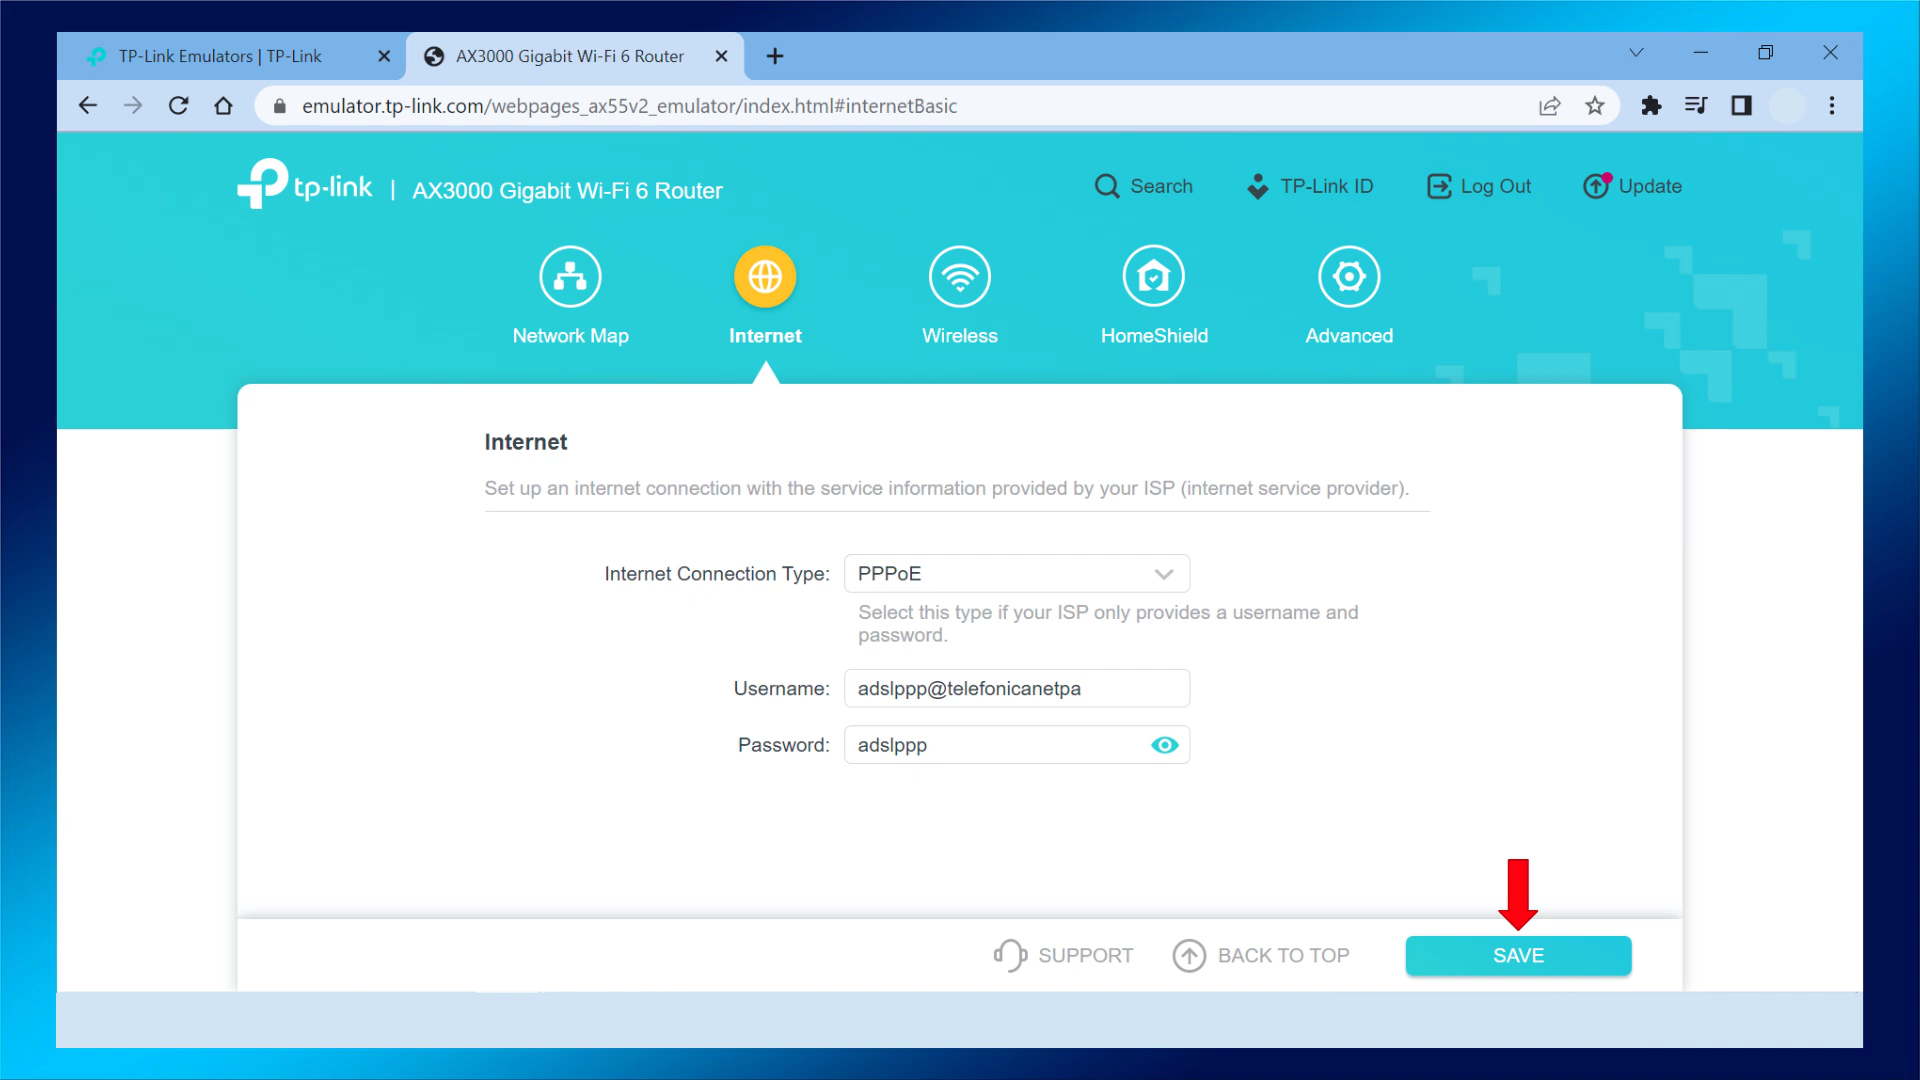 TP-Link Emulators | TP-Link
AX3000 Gigabit Wi-Fi 6 Router
emulator.tp-link.com/webpages_ax55v2_emulator/index.html#internetBasic
tp-link | AX3000 Gigabit Wi-Fi 6 Router
Search
TP-Link ID
Log Out
Update
Network Map
Internet
Wireless
HomeShield
Advanced
Internet
Set up an internet connection with the service information provided by your ISP (internet service provider).
Internet Connection Type: PPPoE
Select this type if your ISP only provides a username and
password.
Username: adslppp@telefonicanetpa
Password: adslppp
SUPPORT
BACK TO TOP
SAVE